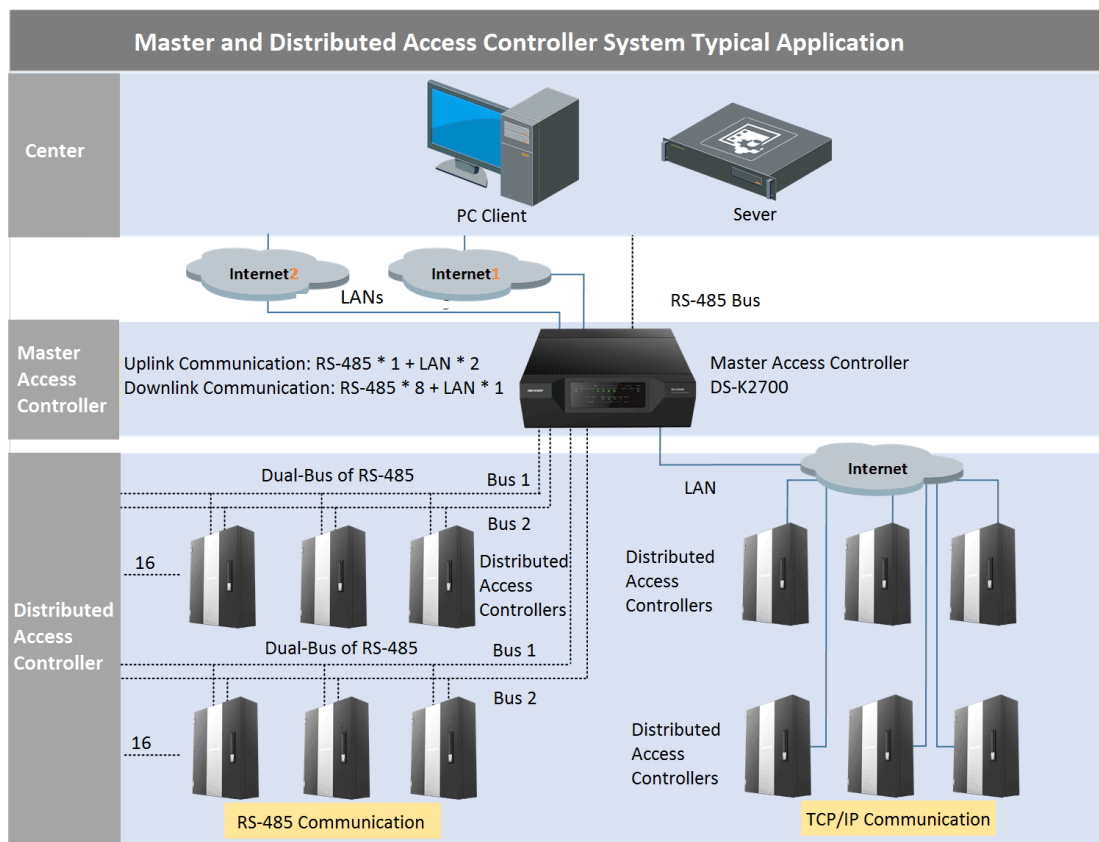 Master and Distributed Access Controller System Typical Application
Center
PC Client
Sever
Internet2
Internet1
LANs
RS-485 Bus
Master
Access
Controller
Uplink Communication: RS-485 * 1 + LAN * 2
Downlink Communication: RS-485 * 8 + LAN * 1
Master Access Controller
DS-K2700
Distributed
Access
Controller
Dual-Bus of RS-485
Bus 1
Bus 2
16
Distributed
Access
Controllers
Dual-Bus of RS-485
Bus 1
Bus 2
16
RS-485 Communication
Internet
LAN
Distributed
Access
Controllers
Distributed
Access
Controllers
TCP/IP Communication